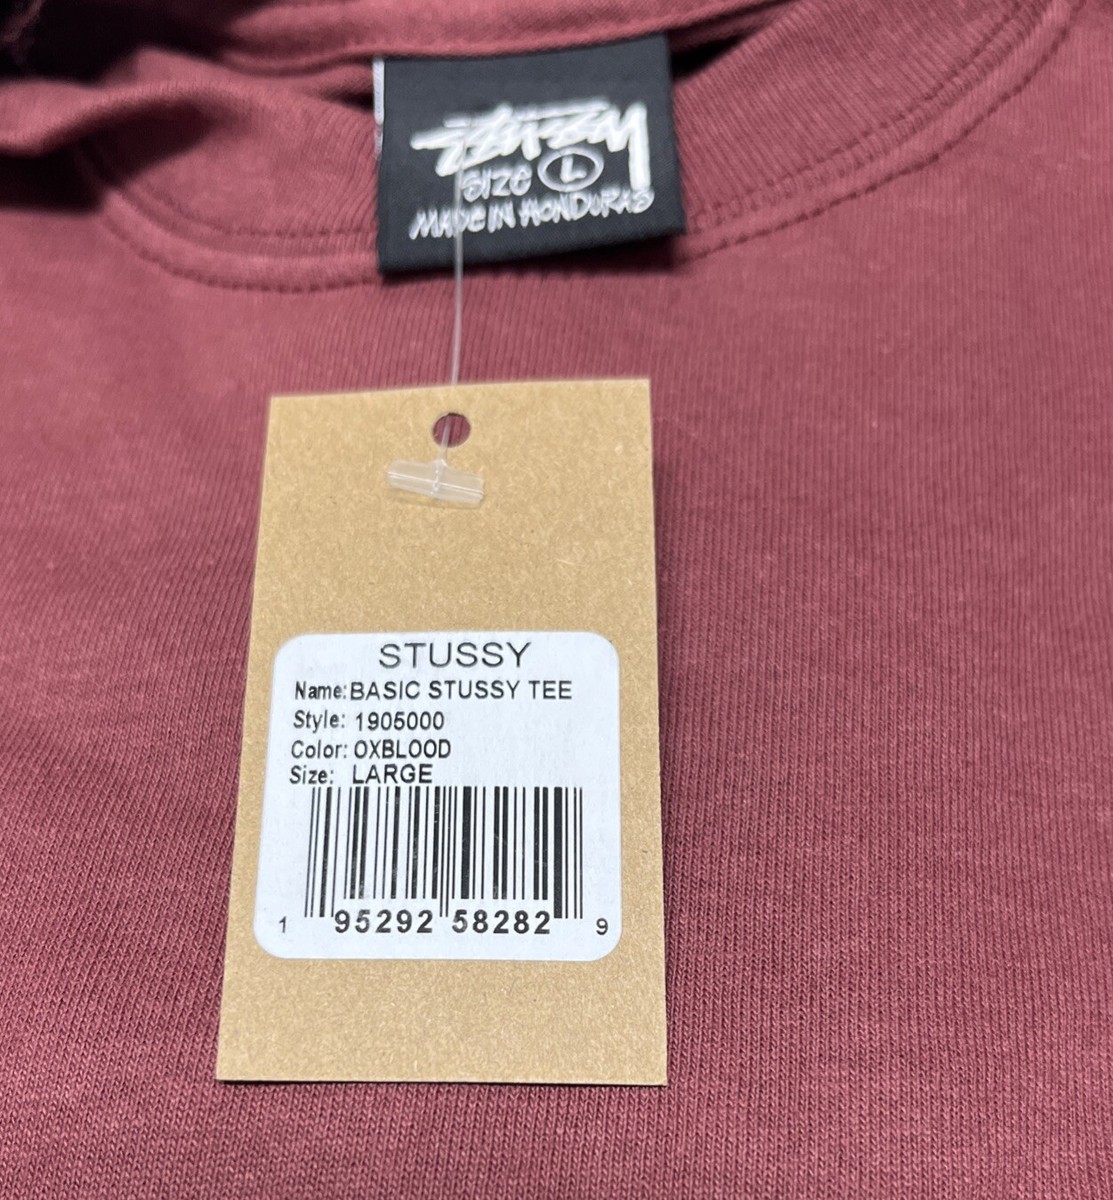 Stussy
SIZE L
MADE IN HONDURAS
STUSSY
Name: BASIC STUSSY TEE
Style: 1905000
Color: OXBLOOD
Size: LARGE
1 95292 58282 9